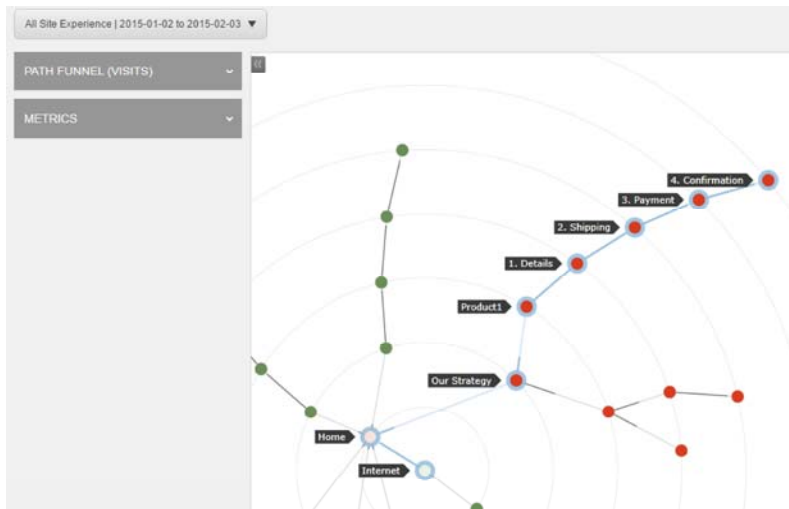 All Site Experience | 2015-01-02 to 2015-02-03
PATH FUNNEL (VISITS)
METRICS
4. Confirmation
3. Payment
2. Shipping
1. Details
Product1
Our Strategy
Home
Internet